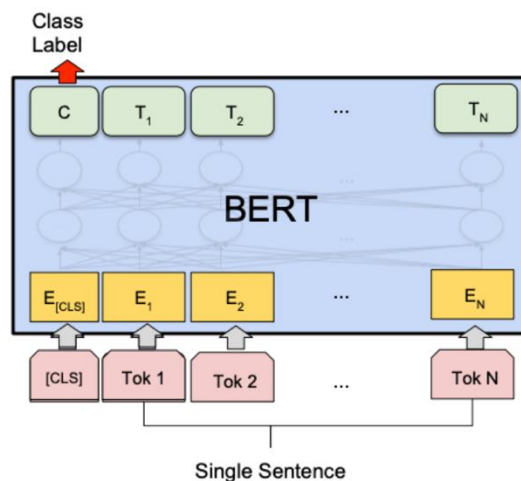 Class
Label
C T1 T2 ... TN
...
...
BERT
E[CLS] E1 E2 ... EN
[CLS] Tok 1 Tok 2 ... Tok N
Single Sentence